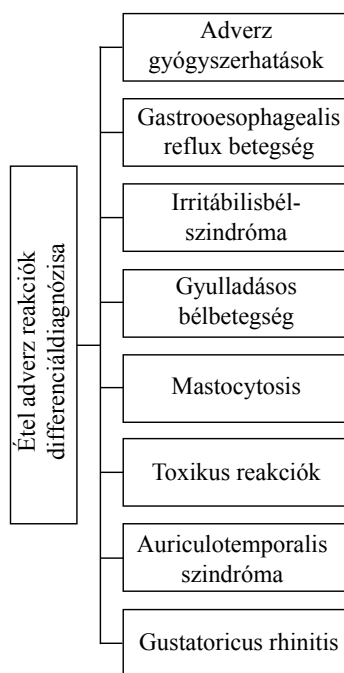 Étel adverz reakciók
differenciáldiagnózisa
Adverz
gyógyszerhatások
Gastrooesophagealis
reflux betegség
Irritábilisbél-
szindróma
Gyulladásos
bélbetegség
Mastocytosis
Toxikus reakciók
Auriculotemporalis
szindróma
Gustatoricus rhinitis